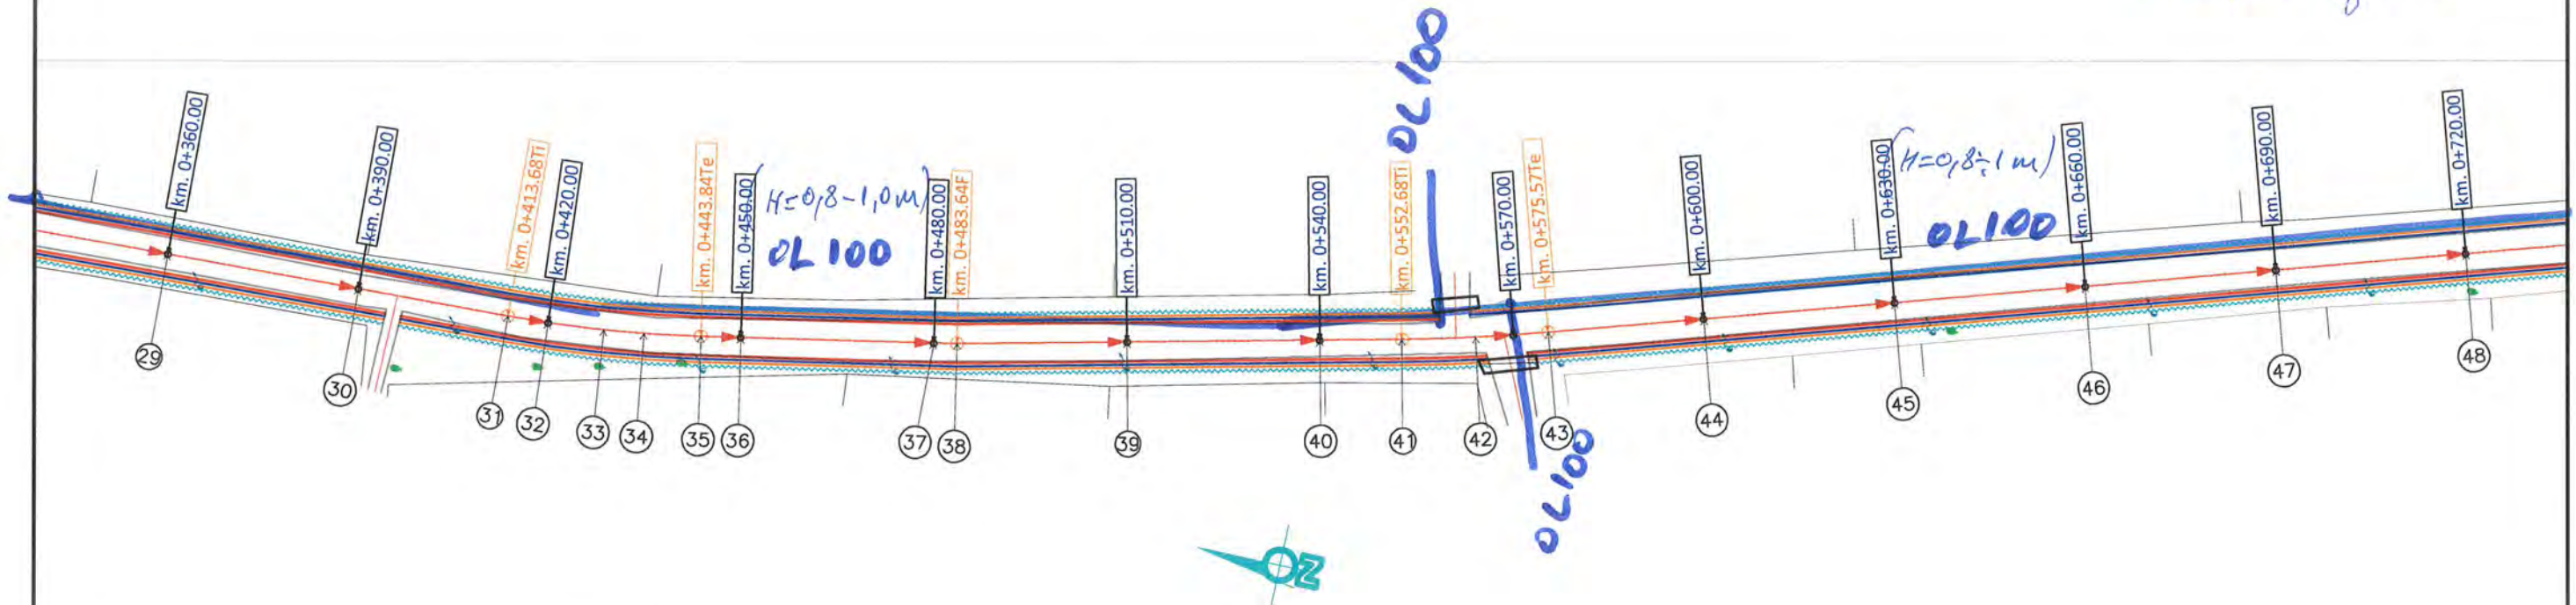 OL 100
km. 0+360.00
km. 0+390.00
km. 0+413.68Ti
km. 0+420.00
km. 0+443.84Te
km. 0+450.00
(H=0,8-1,0m)
OL 100
km. 0+480.00
km. 0+483.64F
km. 0+510.00
km. 0+540.00
km. 0+552.68Ti
km. 0+570.00
km. 0+575.57Te
km. 0+600.00
km. 0+630.00
(H=0,8÷1m)
OL100
km. 0+660.00
km. 0+690.00
km. 0+720.00
29
30
31
32
33
34
35
36
37
38
39
40
41
42
43
44
45
46
47
48
OL100
N